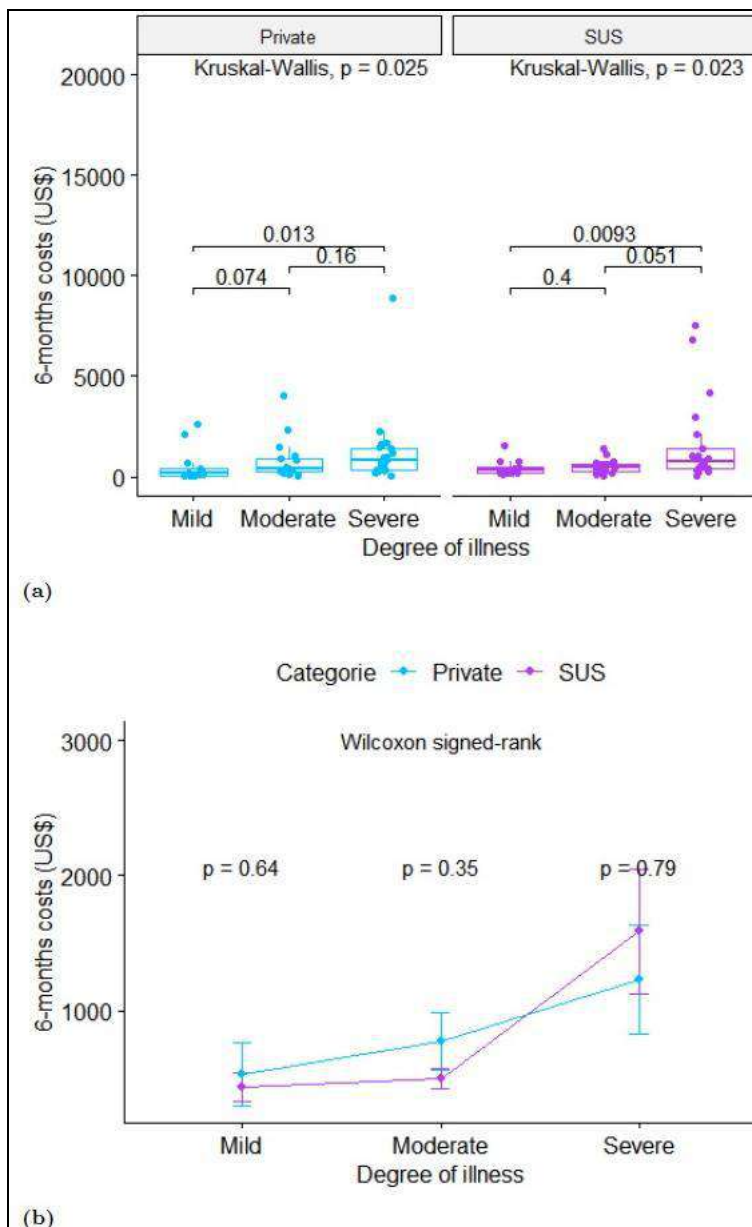 Private SUS
Kruskal-Wallis, p = 0.025 Kruskal-Wallis, p = 0.023
20000
15000
10000
5000
0
6-months costs (US$)
0.013 0.0093
0.16 0.051
0.074 0.4
Mild Moderate Severe Mild Moderate Severe
Degree of illness
(a)
Categorie Private SUS
Wilcoxon signed-rank
3000
2000
1000
6-months costs (US$)
p = 0.64 p = 0.35 p = 0.79
Mild Moderate Severe
Degree of illness
(b)